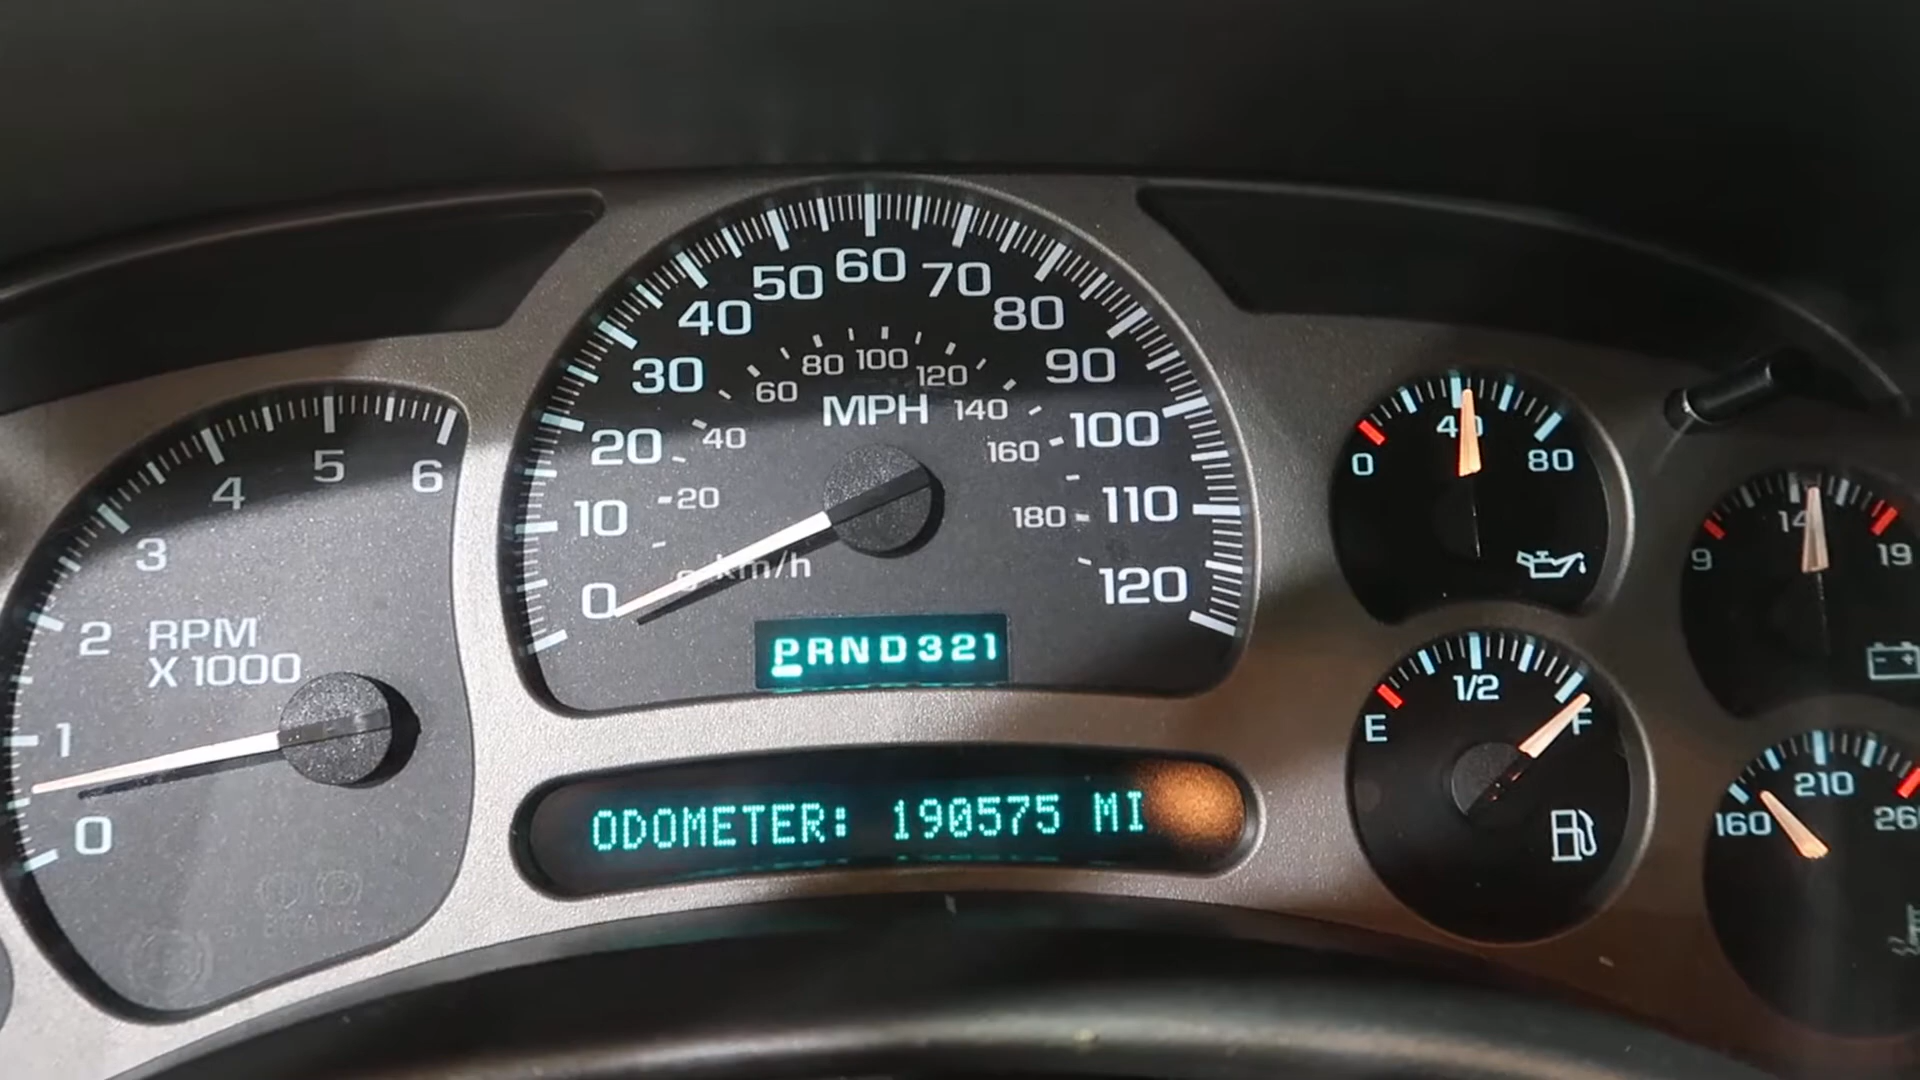 0 1 2 3 4 5 6
RPM
X 1000
0 10 20 30 40 50 60 70 80 90 100 110 120
MPH
20 40 60 80 100 120 140 160 180
km/h
PRND321
ODOMETER: 190575 MI
0 40 80
E 1/2 F
9 14 19
160 210 260